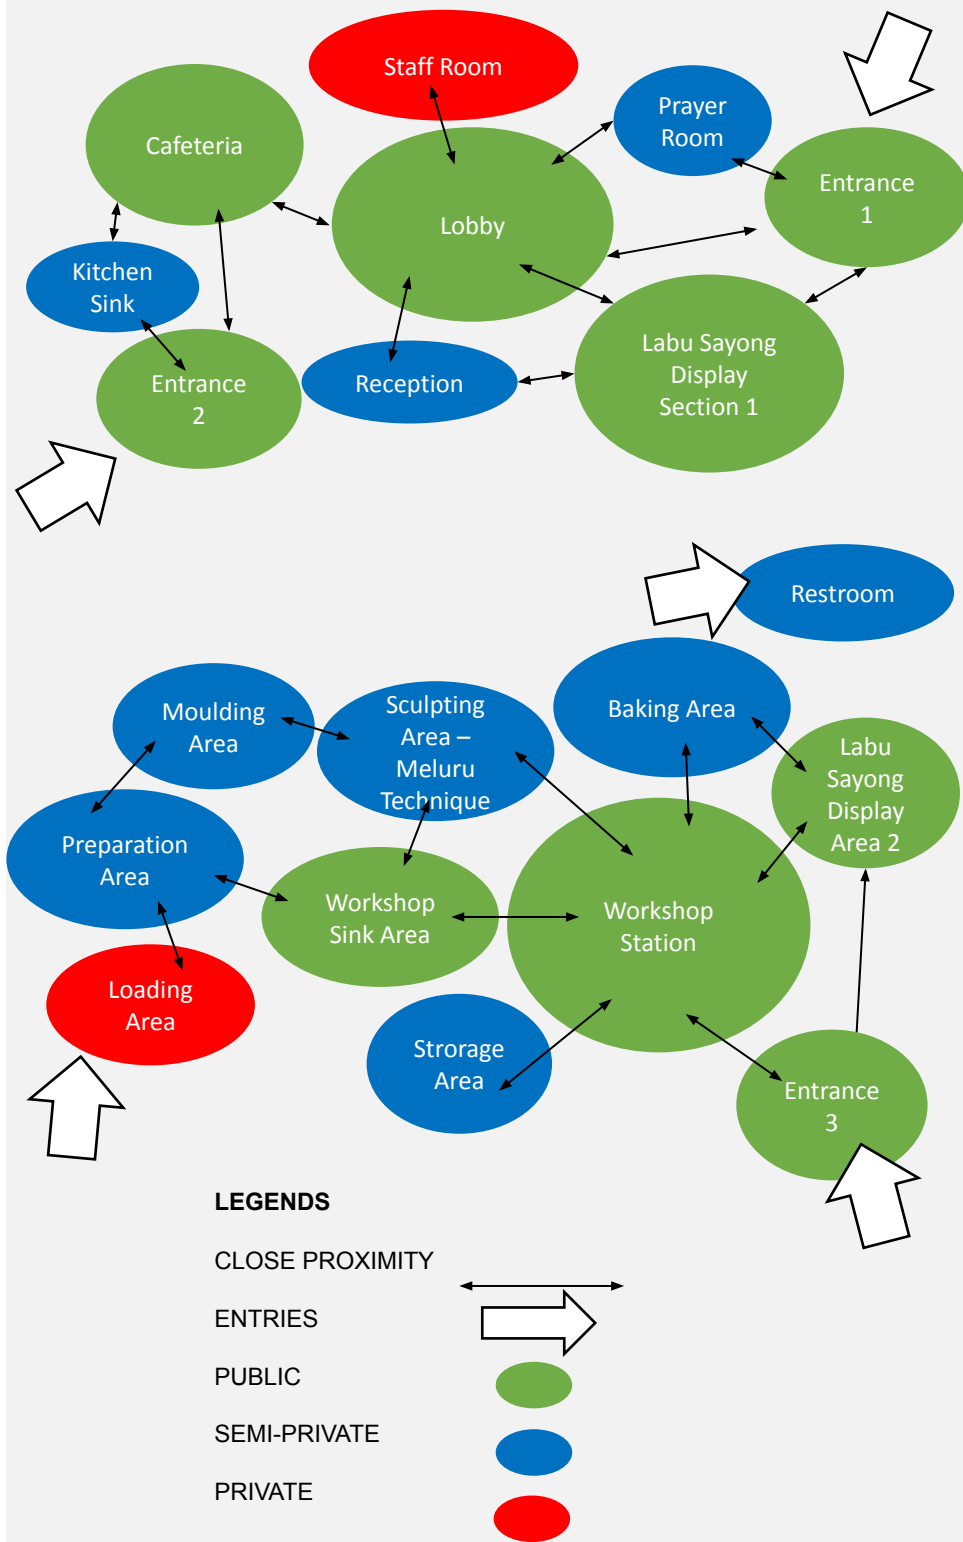 Staff Room
Prayer
Room
Cafeteria
Entrance
1
Lobby
Kitchen
Sink
Labu Sayong
Display
Section 1
Entrance
2
Reception
Restroom
Moulding
Area
Sculpting
Area –
Meluru
Technique
Baking Area
Labu
Sayong
Display
Area 2
Preparation
Area
Workshop
Sink Area
Workshop
Station
Loading
Area
Strorage
Area
Entrance
3
LEGENDS
CLOSE PROXIMITY
ENTRIES
PUBLIC
SEMI-PRIVATE
PRIVATE